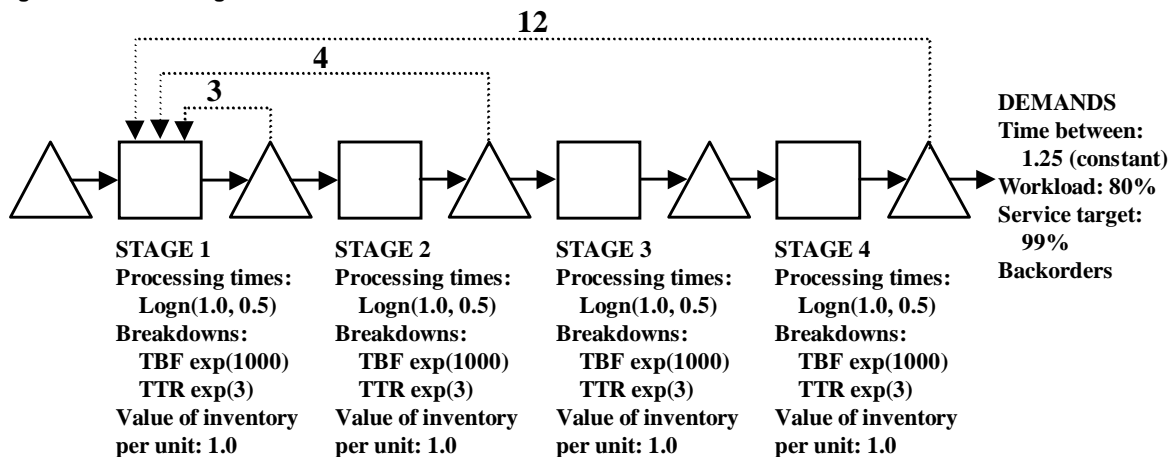 12
4
3
DEMANDS
Time between:
1.25 (constant)
Workload: 80%
Service target:
99%
Backorders
STAGE 1
Processing times:
Logn(1.0, 0.5)
Breakdowns:
TBF exp(1000)
TTR exp(3)
Value of inventory
per unit: 1.0
STAGE 2
Processing times:
Logn(1.0, 0.5)
Breakdowns:
TBF exp(1000)
TTR exp(3)
Value of inventory
per unit: 1.0
STAGE 3
Processing times:
Logn(1.0, 0.5)
Breakdowns:
TBF exp(1000)
TTR exp(3)
Value of inventory
per unit: 1.0
STAGE 4
Processing times:
Logn(1.0, 0.5)
Breakdowns:
TBF exp(1000)
TTR exp(3)
Value of inventory
per unit: 1.0